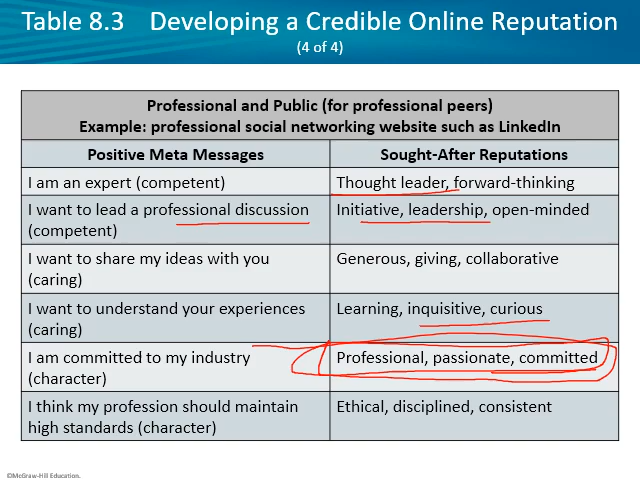 Table 8.3 Developing a Credible Online Reputation
(4 of 4)
Professional and Public (for professional peers)
Example: professional social networking website such as LinkedIn
Positive Meta Messages
Sought-After Reputations
I am an expert (competent)
Thought leader, forward-thinking
I want to lead a professional discussion
(competent)
Initiative, leadership, open-minded
I want to share my ideas with you
(caring)
Generous, giving, collaborative
I want to understand your experiences
(caring)
Learning, inquisitive, curious
I am committed to my industry
(character)
Professional, passionate, committed
I think my profession should maintain
high standards (character)
Ethical, disciplined, consistent
©McGraw-Hill Education.